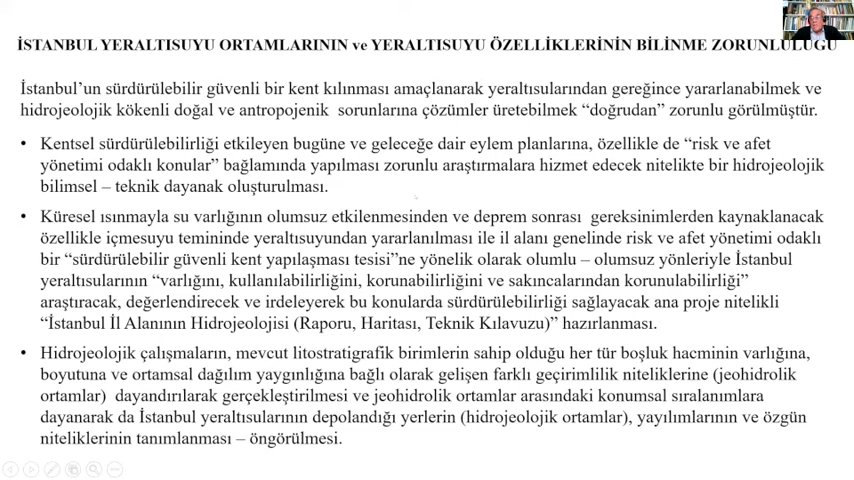 İSTANBUL YERALTISUYU ORTAMLARININ ve YERALTISUYU ÖZELLİKLERİNİN BİLİNME ZORUNLULUĞU
İstanbul’un sürdürülebilir güvenli bir kent kılınması amaçlanarak yeraltısularından gereğince yararlanabilmek ve
hidrojeolojik kökenli doğal ve antropojenik sorunlarına çözümler üretebilmek “doğrudan” zorunlu görülmüştür.
• Kentsel sürdürülebilirliği etkileyen bugüne ve geleceğe dair eylem planlarına, özellikle de “risk ve afet
yönetimi odaklı konular” bağlamında yapılması zorunlu araştırmalara hizmet edecek nitelikte bir hidrojeolojik
bilimsel – teknik dayanak oluşturulması.
• Küresel ısınmayla su varlığının olumsuz etkilenmesinden ve deprem sonrası gereksinimlerden kaynaklanacak
özellikle içmesuyu temininde yeraltısuyundan yararlanılması ile il alanı genelinde risk ve afet yönetimi odaklı
bir “sürdürülebilir güvenli kent yapılaşması tesisi”ne yönelik olarak olumlu – olumsuz yönleriyle İstanbul
yeraltısularının “varlığını, kullanılabilirliğini, korunabilirliğini ve sakıncalarından korunulabilirliği”
araştıracak, değerlendirecek ve irdeleyerek bu konularda sürdürülebilirliği sağlayacak ana proje nitelikli
“İstanbul İl Alanının Hidrojeolojisi (Raporu, Haritası, Teknik Kılavuzu)” hazırlanması.
• Hidrojeolojik çalışmaların, mevcut litostratigrafik birimlerin sahip olduğu her tür boşluk hacminin varlığına,
boyutuna ve ortamsal dağılım yaygınlığına bağlı olarak gelişen farklı geçirimlilik niteliklerine (jeohidrolik
ortamlar) dayandırılarak gerçekleştirilmesi ve jeohidrolik ortamlar arasındaki konumsal sıralanımlara
dayanarak da İstanbul yeraltısularının depolandığı yerlerin (hidrojeolojik ortamlar), yayılımlarının ve özgün
niteliklerinin tanımlanması – öngörülmesi.